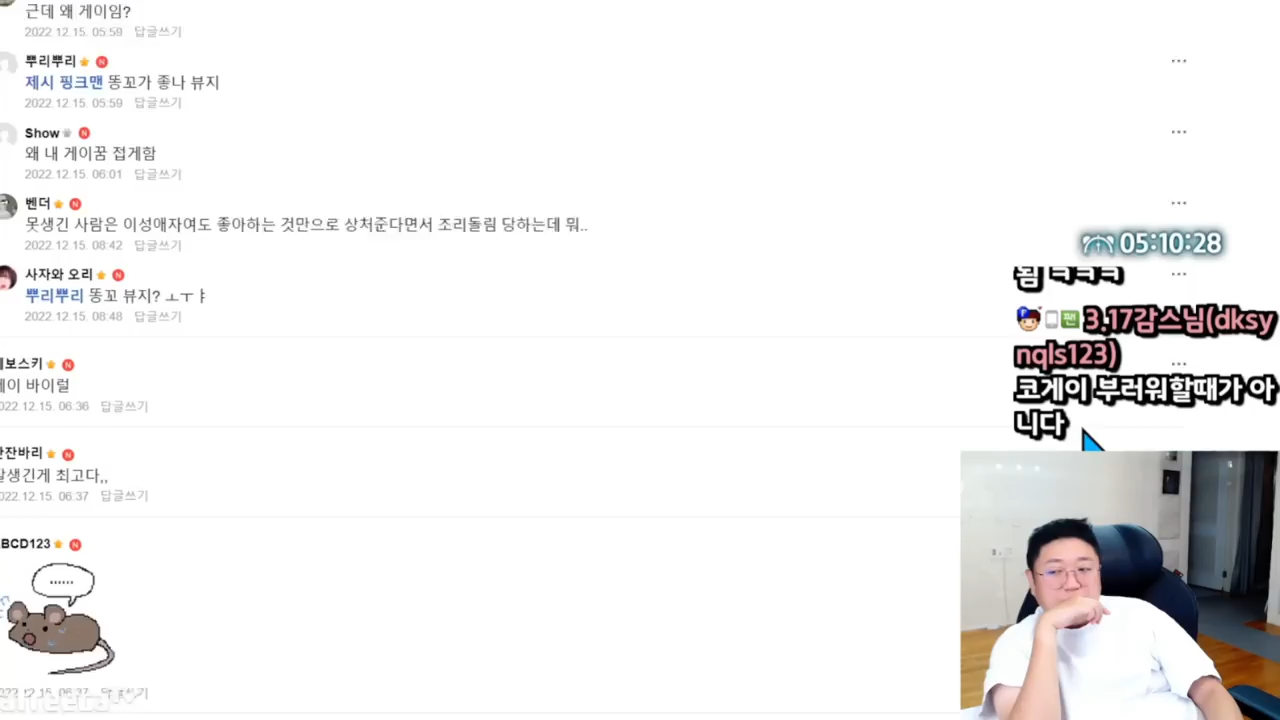 근데 왜 게이임?
2022.12.15. 05:59 답글쓰기
뿌리뿌리 N
제시 핑크맨 똥꼬가 좋나 뷰지
2022.12.15. 05:59 답글쓰기
Show N
왜 내 게이꿈 접게함
2022.12.15. 06:01 답글쓰기
벤더 N
못생긴 사람은 이성애자여도 좋아하는 것만으로 상처준다면서 조리돌림 당하는데 뭐..
2022.12.15. 08:42 답글쓰기
사자와 오리 N
뿌리뿌리 똥꼬 뷰지? ㅗㅜㅑ
2022.12.15. 08:48 답글쓰기
보스키 N
게이 바이럴
022.12.15. 06:36 답글쓰기
잔바리 N
잘생긴게 최고다,,
022.12.15. 06:37 답글쓰기
BCD123 N
......
022.12.15. 06:37 답글쓰기
05:10:28
됨 ㅋㅋㅋ
F 팬 3.17감스님(dksy
nqls123)
코게이 부러워할때가 아
니다
afreecaTV